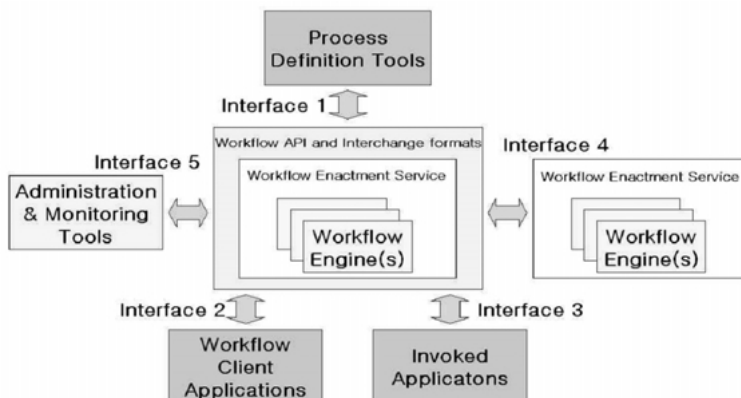 Process
Definition Tools
Interface 1
Workflow API and Interchange formats
Interface 5
Interface 4
Workflow Enactment Service
Workflow Enactment Service
Administration
& Monitoring
Tools
Workflow
Engine(s)
Workflow
Engine(s)
Interface 2
Interface 3
Workflow
Client
Applications
Invoked
Applicatons